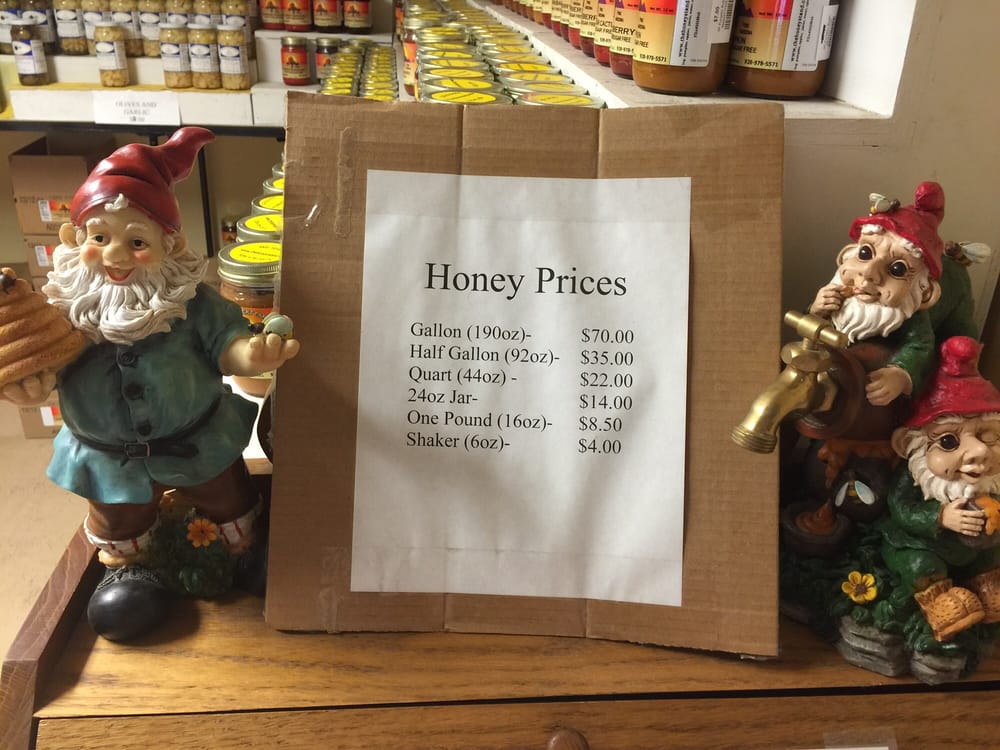 OLIVES AND
GARLIC
Honey Prices
Gallon (190oz)- $70.00
Half Gallon (92oz)- $35.00
Quart (44oz) - $22.00
24oz Jar- $14.00
One Pound (16oz)- $8.50
Shaker (6oz)- $4.00